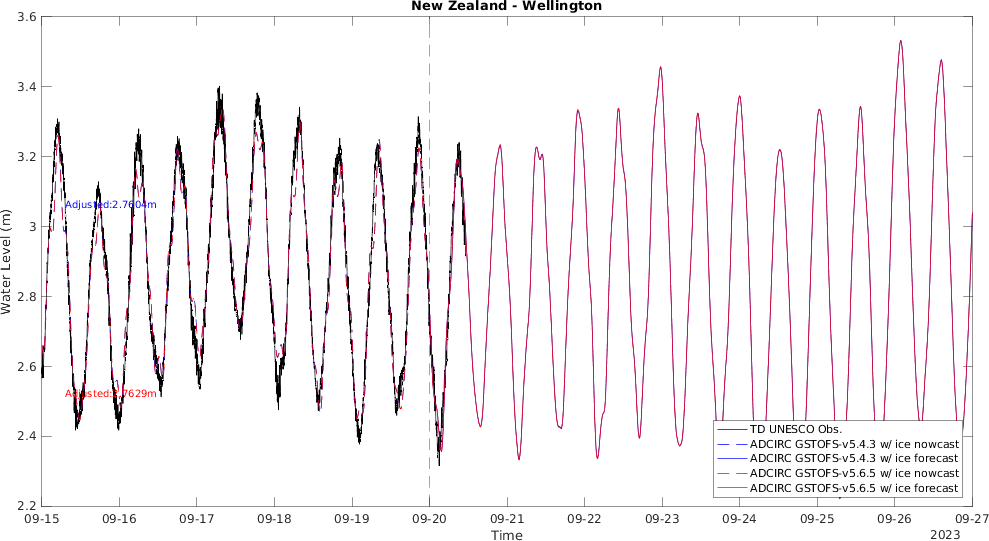 New Zealand - Wellington
3.6
3.4
3.2
3
2.8
2.6
2.4
2.2
Water Level (m)
Adjusted:2.7604m
Adjusted:2.7629m
TD UNESCO Obs.
ADCIRC GSTOFS-v5.4.3 w/ ice nowcast
ADCIRC GSTOFS-v5.4.3 w/ ice forecast
ADCIRC GSTOFS-v5.6.5 w/ ice nowcast
ADCIRC GSTOFS-v5.6.5 w/ ice forecast
09-15 09-16 09-17 09-18 09-19 09-20 09-21 09-22 09-23 09-24 09-25 09-26 09-27
Time
2023